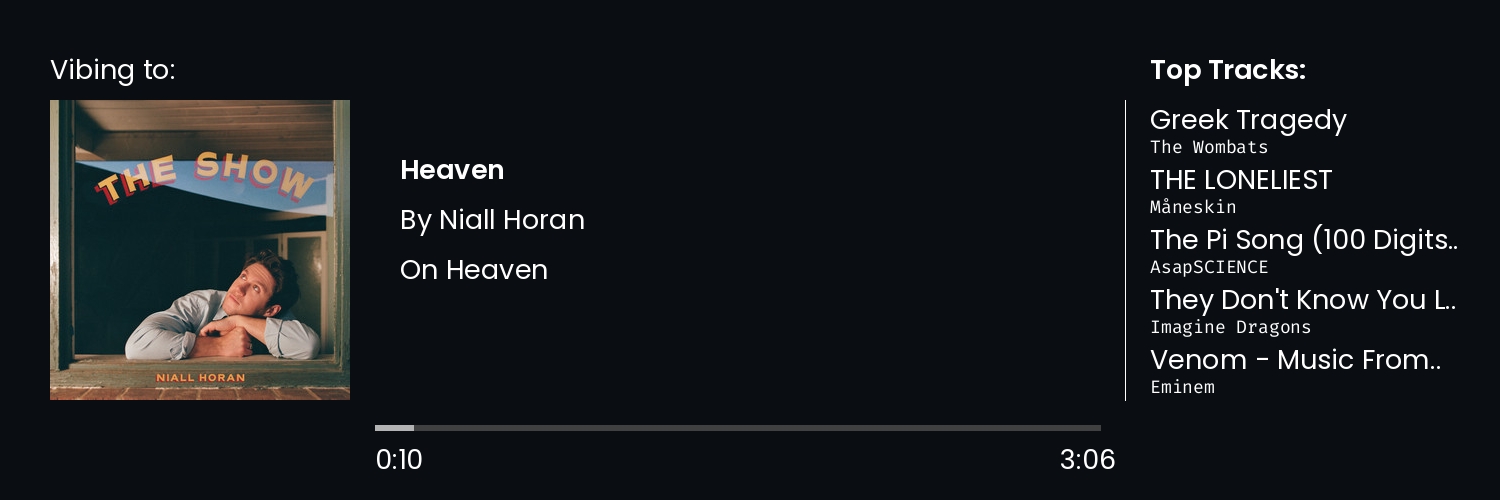 Vibing to:
THE SHOW
NIALL HORAN
Heaven
By Niall Horan
On Heaven
0:10
3:06
Top Tracks:
Greek Tragedy
The Wombats
THE LONELIEST
Måneskin
The Pi Song (100 Digits..
AsapSCIENCE
They Don't Know You L..
Imagine Dragons
Venom - Music From..
Eminem